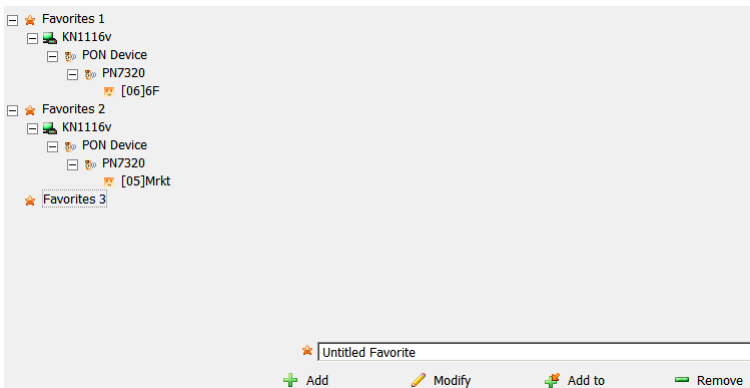 Favorites 1
KN1116v
PON Device
PN7320
[06]6F
Favorites 2
KN1116v
PON Device
PN7320
[05]Mrkt
Favorites 3
Untitled Favorite
Add Modify Add to Remove